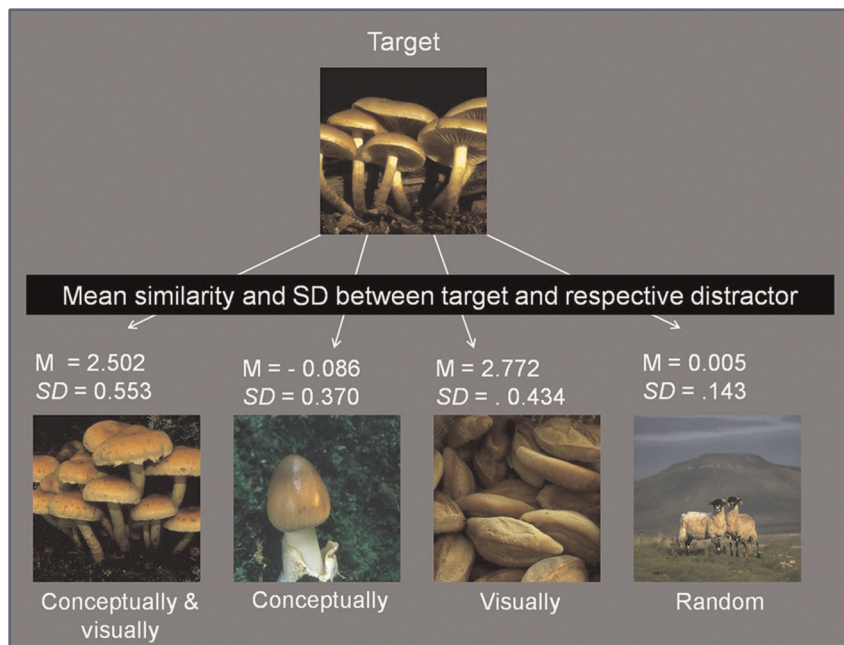 Target
Mean similarity and SD between target and respective distractor
M = 2.502
SD = 0.553
M = - 0.086
SD = 0.370
M = 2.772
SD = . 0.434
M = 0.005
SD = .143
Conceptually &
visually
Conceptually
Visually
Random